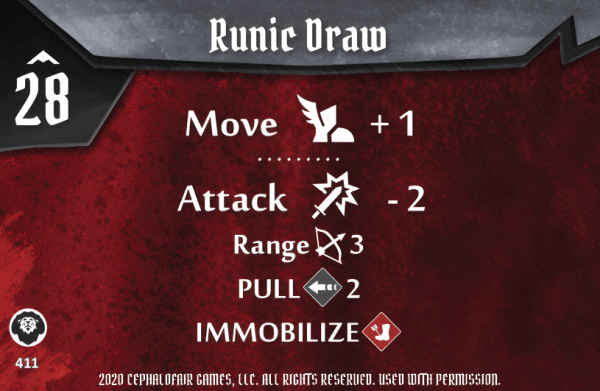 Runic Draw
28
Move + 1
Attack - 2
Range 3
PULL 2
IMMOBILIZE
411
2020 CEPHALOFAIR GAMES, LLC. ALL RIGHTS RESERVED. USED WITH PERMISSION.